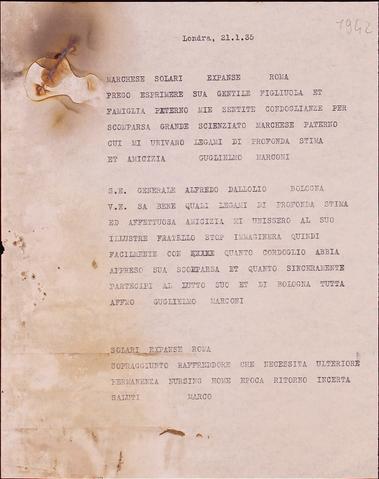 1942
Londra, 21.1.35
MARCHESE SOLARI EXPANSE ROMA
PREGO ESPRIMERE SUA GENTILE FIGLIUOLA ET
FAMIGLIA PATERNO MIE SENTITE CONDOGLIANZE PER
SCOMPARSA GRANDE SCIENZIATO MARCHESE PATERNO
CUI MI UNIVANO LEGAMI DI PROFONDA STIMA
ET AMICIZIA GUGLIELMO MARCONI
S.E. GENERALE ALFREDO DALLOLIO BOLOGNA
V.E. SA BENE QUALI LEGAMI DI PROFONDA STIMA
ED AFFETTUOSA AMICIZIA MI UNISSERO AL SUO
ILLUSTRE FRATELLO STOP IMMAGINERA QUINDI
FACILMENTE CON QUANTO CORDOGLIO ABBIA
APPRESO SUA SCOMPARSA ET QUANTO SINCERAMENTE
PARTECIPI AL LUTTO SUO ET DI BOLOGNA TUTTA
AFFMO GUGLIELMO MARCONI
SOLARI EXPANSE ROMA
SOPRAGGIUNTO RAFFREDDORE CHE NECESSITA ULTERIORE
PERMANENZA NURSING HOME EPOCA RITORNO INCERTA
SALUTI MARCO